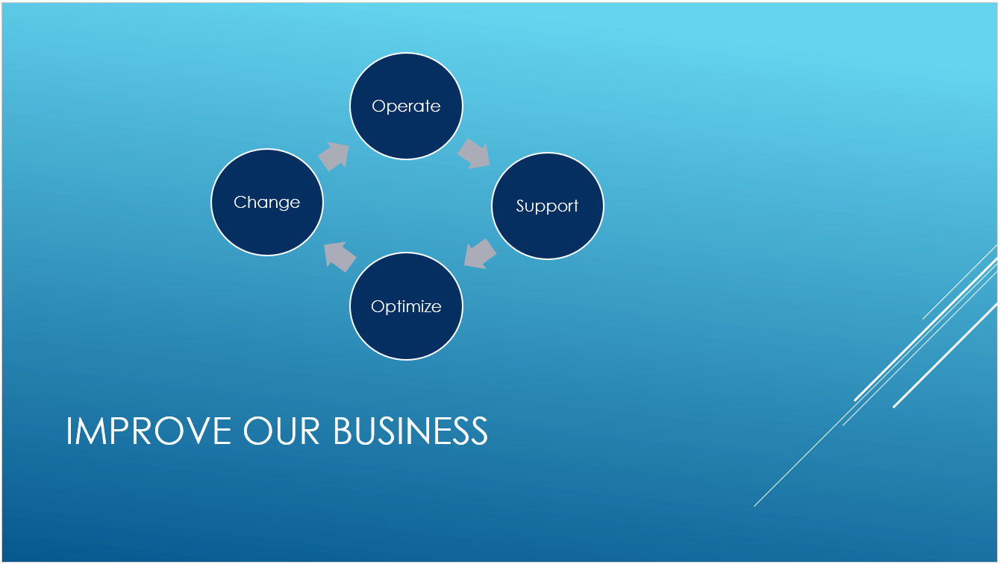 Operate
Change
Support
Optimize
IMPROVE OUR BUSINESS